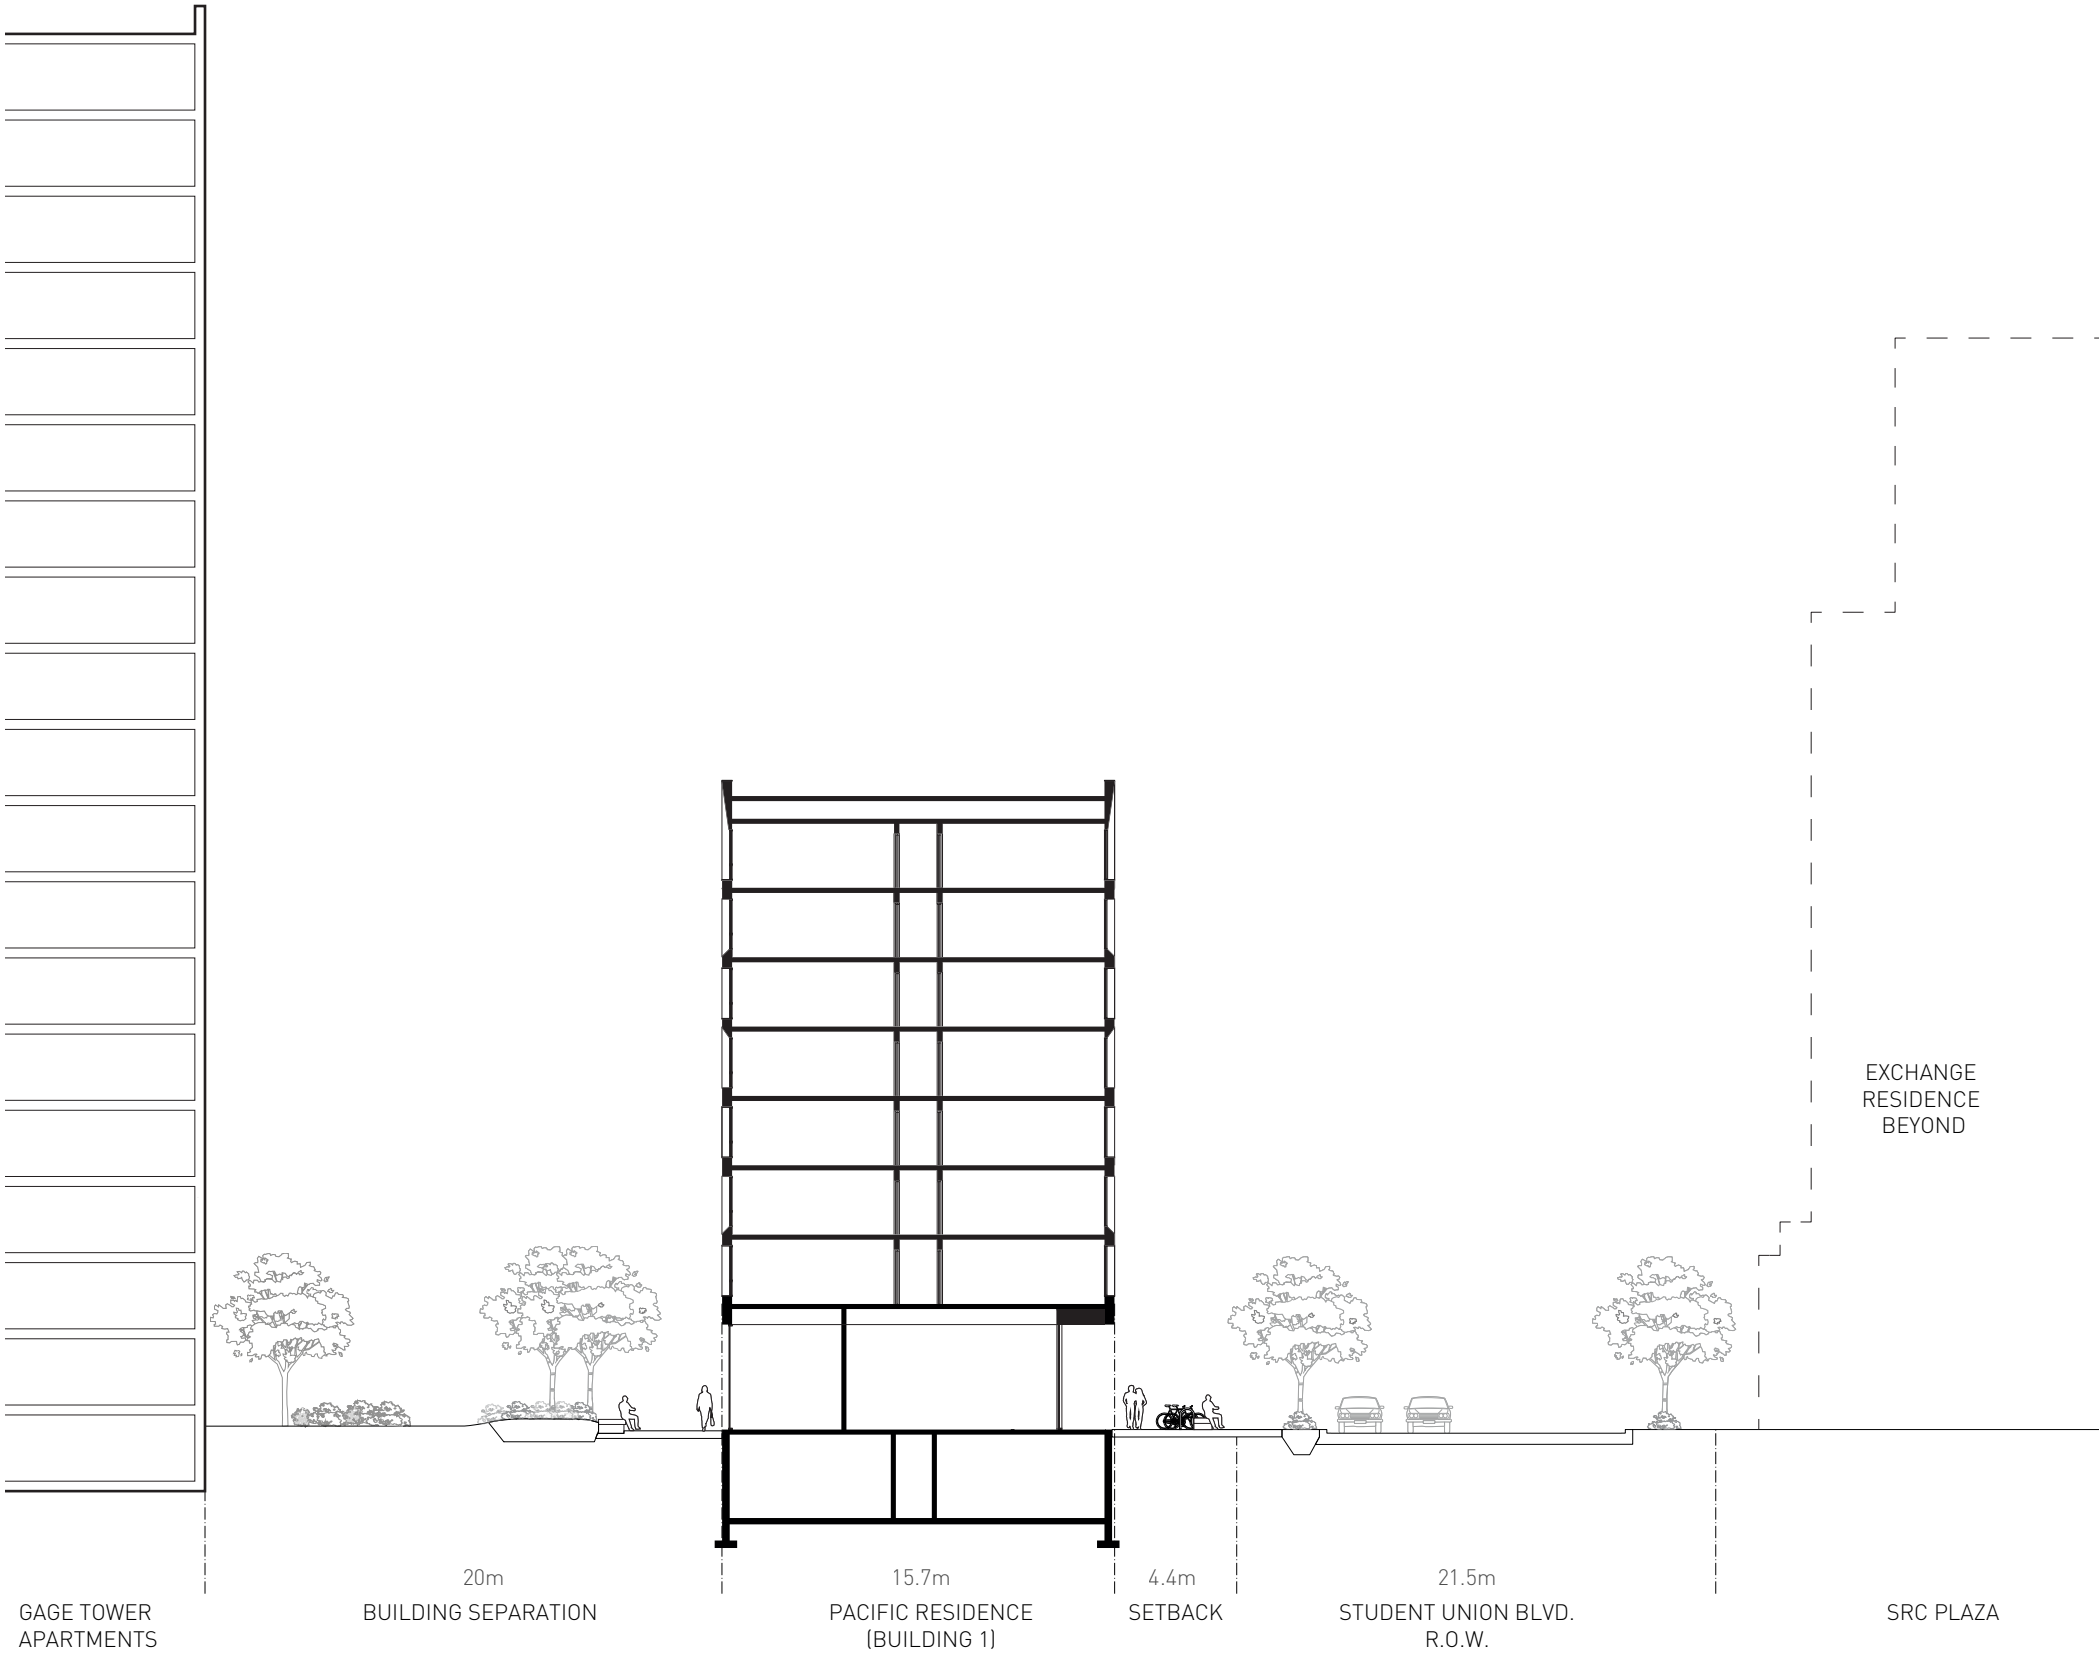 EXCHANGE
RESIDENCE
BEYOND
20m
15.7m
4.4m
21.5m
GAGE TOWER
APARTMENTS
BUILDING SEPARATION
PACIFIC RESIDENCE
(BUILDING 1)
SETBACK
STUDENT UNION BLVD.
R.O.W.
SRC PLAZA